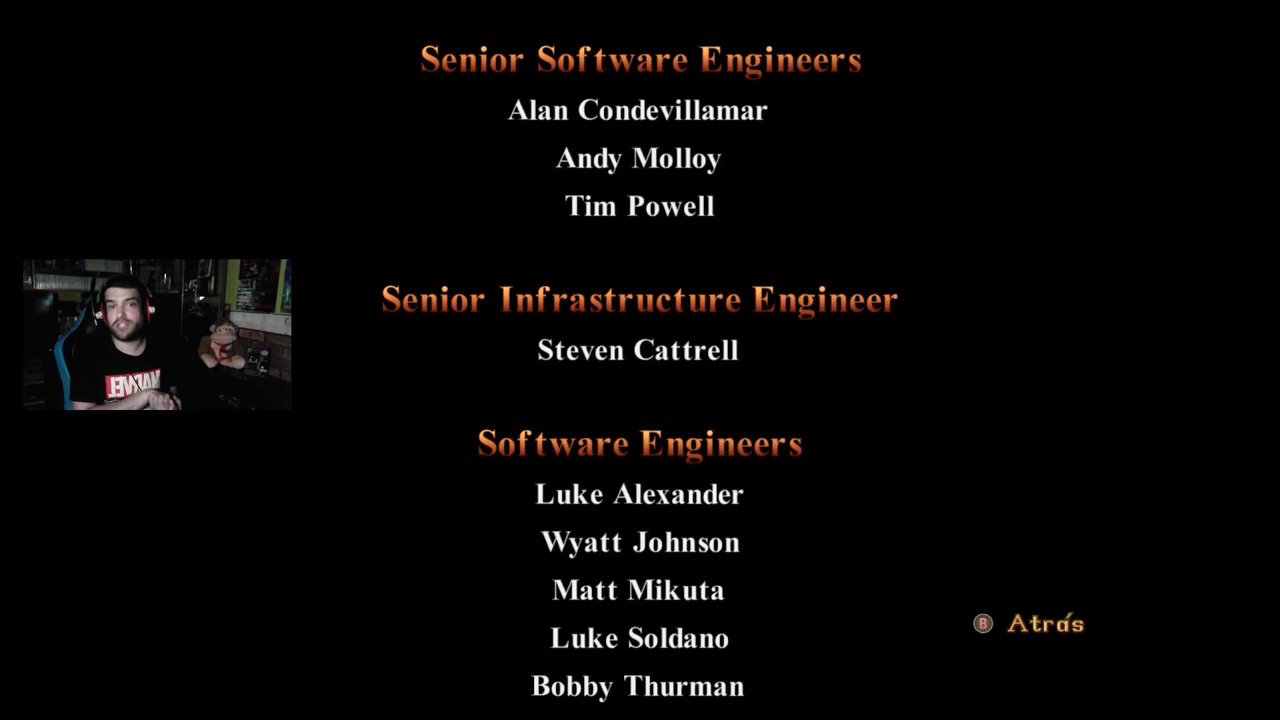 Senior Software Engineers
Alan Condevillamar
Andy Molloy
Tim Powell
Senior Infrastructure Engineer
Steven Cattrell
MARVEL
Software Engineers
Luke Alexander
Wyatt Johnson
Matt Mikuta
Luke Soldano
B Atrás
Bobby Thurman